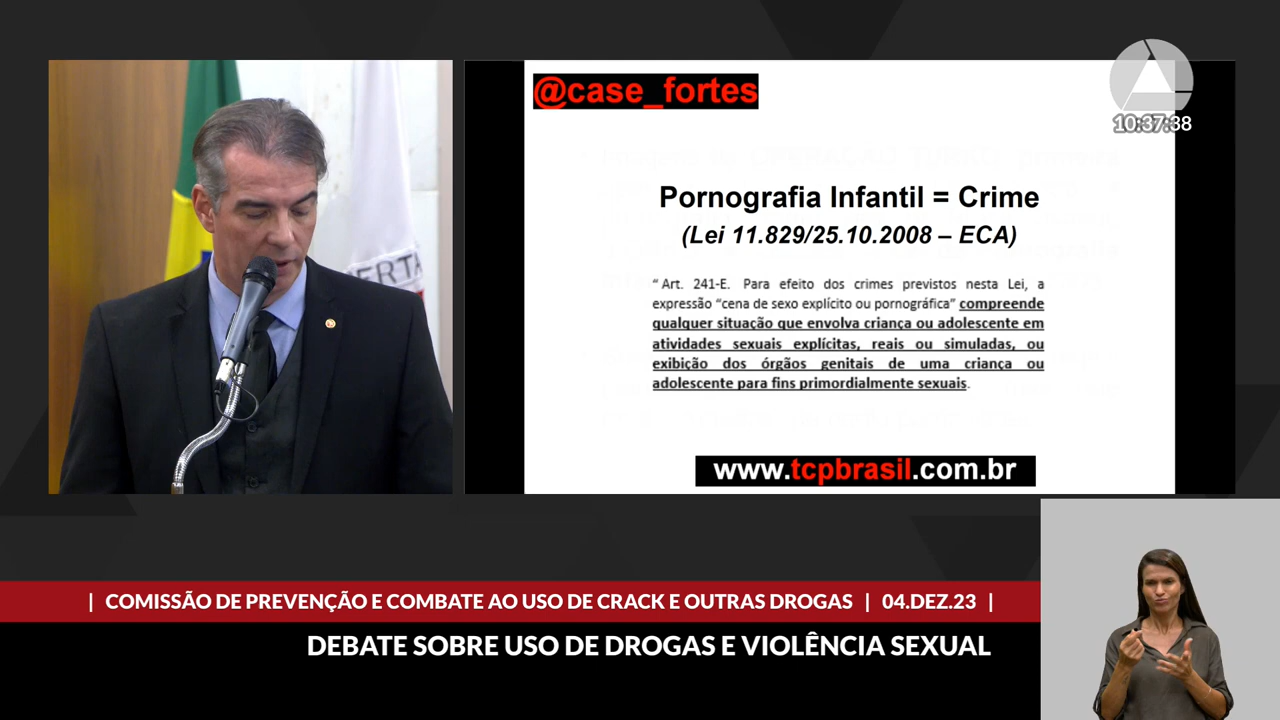 @case_fortes
10:37:38
Pornografia Infantil = Crime
(Lei 11.829/25.10.2008 – ECA)
“Art. 241-E. Para efeito dos crimes previstos nesta Lei, a
expressão “cena de sexo explícito ou pornográfica” compreende
qualquer situação que envolva criança ou adolescente em
atividades sexuais explícitas, reais ou simuladas, ou
exibição dos órgãos genitais de uma criança ou
adolescente para fins primordialmente sexuais.
www.tcpbrasil.com.br
ERTA
| COMISSÃO DE PREVENÇÃO E COMBATE AO USO DE CRACK E OUTRAS DROGAS | 04.DEZ.23 |
DEBATE SOBRE USO DE DROGAS E VIOLÊNCIA SEXUAL